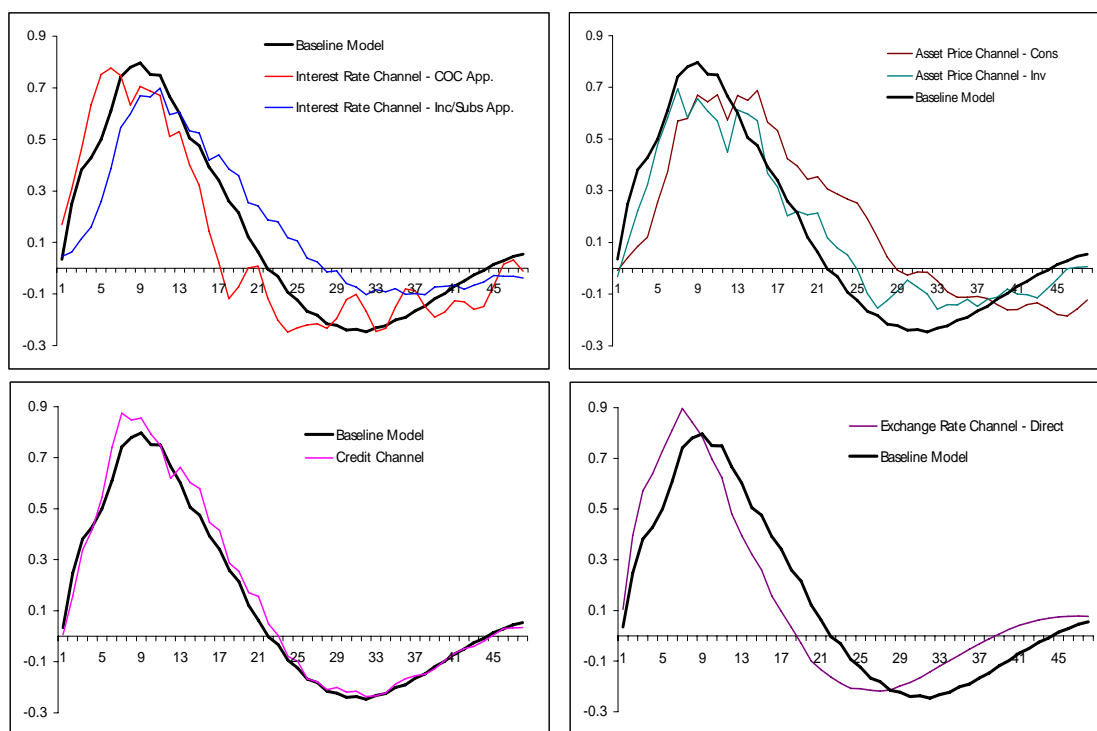 0.9
0.7
0.5
0.3
0.1
-0.1
-0.3
1 5 9 13 17 21 25 29 33 37 41 45
Baseline Model
Interest Rate Channel - COC App.
Interest Rate Channel - Inc/Subs App.
0.9
0.7
0.5
0.3
0.1
-0.1
-0.3
1 5 9 13 17 21 25 29 33 37 41 45
Asset Price Channel - Cons
Asset Price Channel - Inv
Baseline Model
0.9
0.7
0.5
0.3
0.1
-0.1
-0.3
1 5 9 13 17 21 25 29 33 37 41 45
Baseline Model
Credit Channel
0.9
0.7
0.5
0.3
0.1
-0.1
-0.3
1 5 9 13 17 21 25 29 33 37 41 45
Exchange Rate Channel - Direct
Baseline Model